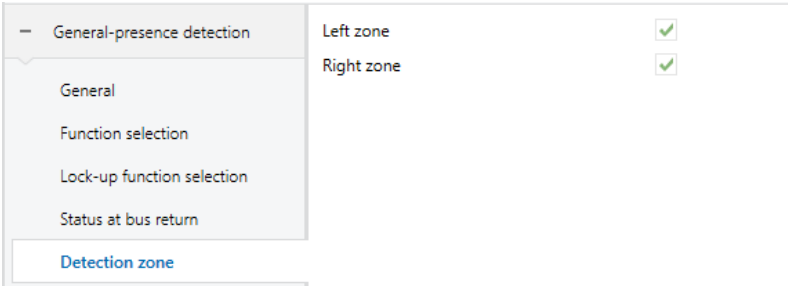 General-presence detection
General
Function selection
Lock-up function selection
Status at bus return
Detection zone
Left zone
Right zone